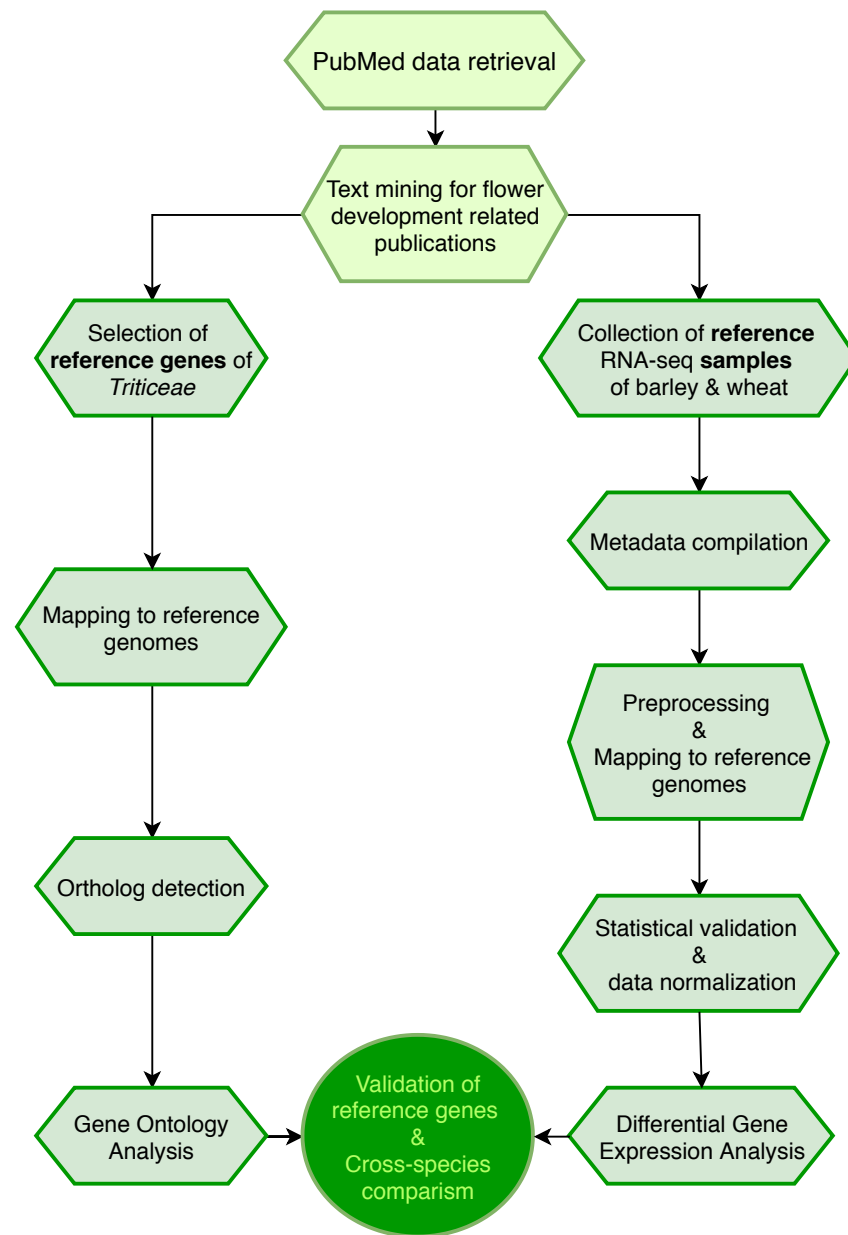 PubMed data retrieval
Text mining for flower
development related
publications
Selection of
reference genes of
Triticeae
Collection of reference
RNA-seq samples
of barley & wheat
Metadata compilation
Mapping to reference
genomes
Preprocessing
&
Mapping to reference
genomes
Ortholog detection
Statistical validation
&
data normalization
Gene Ontology
Analysis
Validation of
reference genes
&
Cross-species
comparism
Differential Gene
Expression Analysis